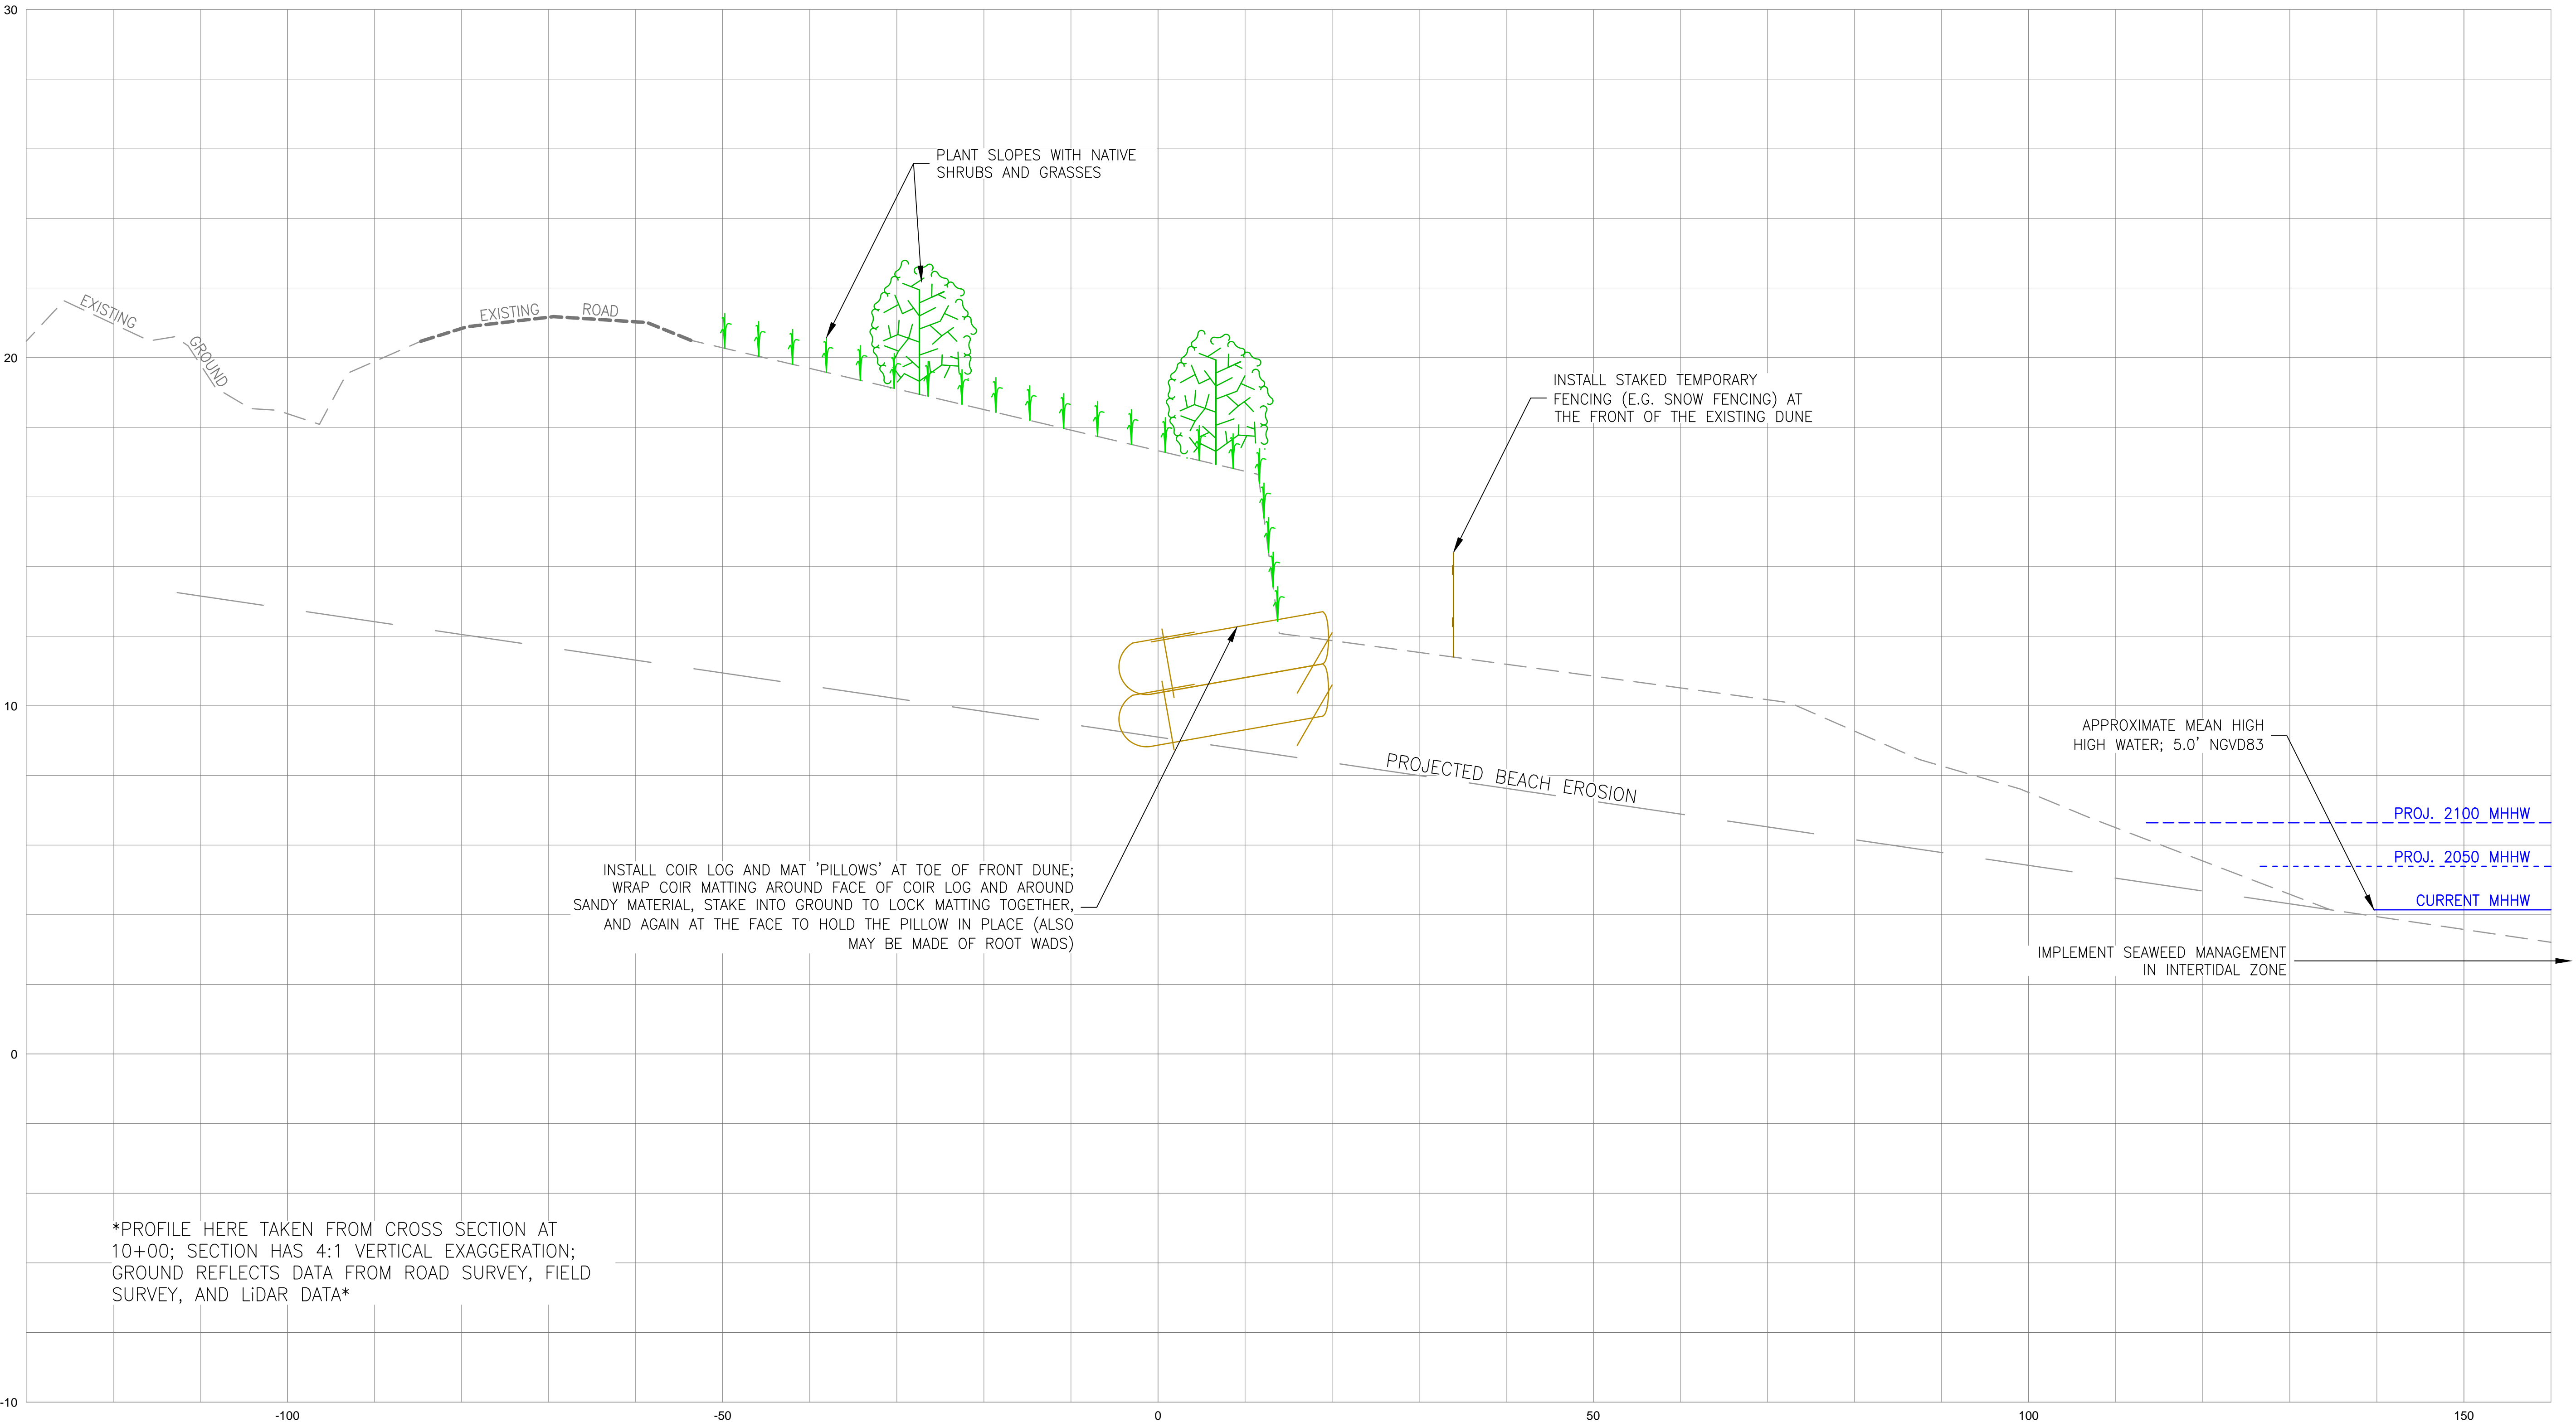 30
PLANT SLOPES WITH NATIVE
SHRUBS AND GRASSES
EXISTING
GROUND
EXISTING ROAD
20
INSTALL STAKED TEMPORARY
FENCING (E.G. SNOW FENCING) AT
THE FRONT OF THE EXISTING DUNE
10
APPROXIMATE MEAN HIGH
HIGH WATER; 5.0' NGVD83
PROJECTED BEACH EROSION
PROJ. 2100 MHHW
PROJ. 2050 MHHW
CURRENT MHHW
INSTALL COIR LOG AND MAT 'PILLOWS' AT TOE OF FRONT DUNE;
WRAP COIR MATTING AROUND FACE OF COIR LOG AND AROUND
SANDY MATERIAL, STAKE INTO GROUND TO LOCK MATTING TOGETHER,
AND AGAIN AT THE FACE TO HOLD THE PILLOW IN PLACE (ALSO
MAY BE MADE OF ROOT WADS)
IMPLEMENT SEAWEED MANAGEMENT
IN INTERTIDAL ZONE
0
*PROFILE HERE TAKEN FROM CROSS SECTION AT
10+00; SECTION HAS 4:1 VERTICAL EXAGGERATION;
GROUND REFLECTS DATA FROM ROAD SURVEY, FIELD
SURVEY, AND LiDAR DATA*
-10
-100 -50 0 50 100 150